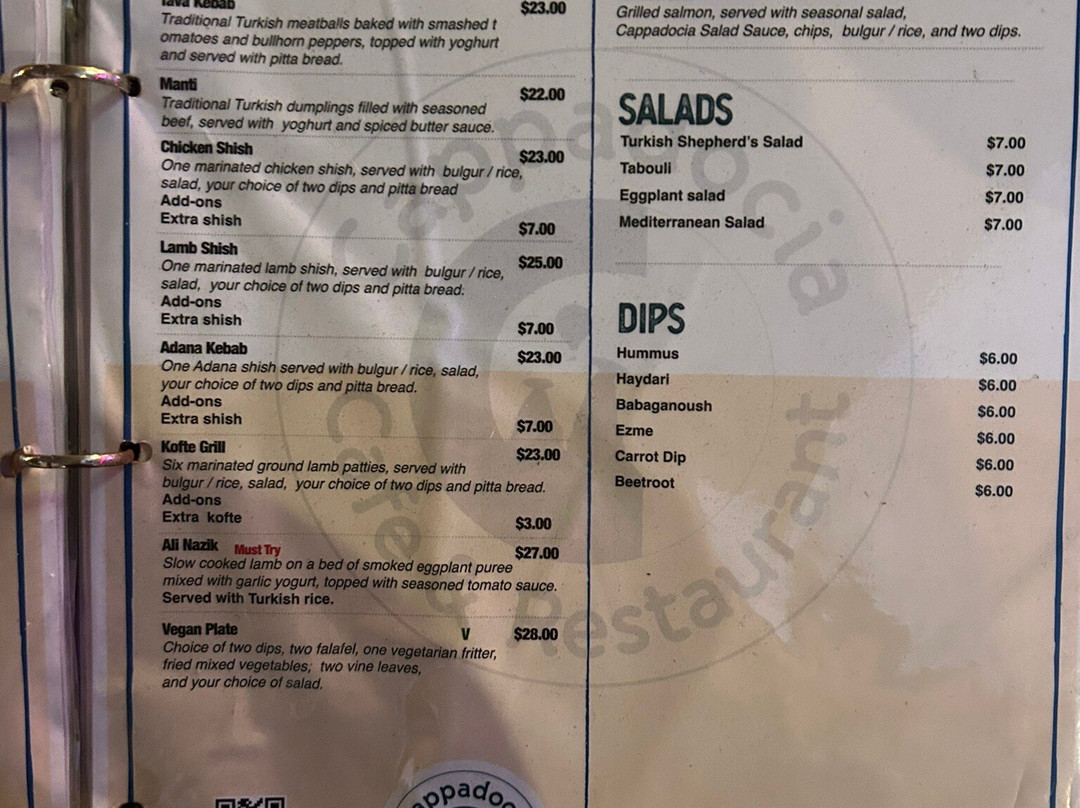 Tava Kebab $23.00
Traditional Turkish meatballs baked with smashed t
omatoes and bullhorn peppers, topped with yoghurt
and served with pitta bread.
Manti $22.00
Traditional Turkish dumplings filled with seasoned
beef, served with yoghurt and spiced butter sauce.
Chicken Shish $23.00
One marinated chicken shish, served with bulgur / rice,
salad, your choice of two dips and pitta bread
Add-ons
Extra shish $7.00
Lamb Shish $25.00
One marinated lamb shish, served with bulgur / rice,
salad, your choice of two dips and pitta bread.
Add-ons
Extra shish $7.00
Adana Kebab $23.00
One Adana shish served with bulgur / rice, salad,
your choice of two dips and pitta bread.
Add-ons
Extra shish $7.00
Kofte Grill $23.00
Six marinated ground lamb patties, served with
bulgur / rice, salad, your choice of two dips and pitta bread.
Add-ons
Extra kofte $3.00
Ali Nazik Must Try $27.00
Slow cooked lamb on a bed of smoked eggplant puree
mixed with garlic yogurt, topped with seasoned tomato sauce.
Served with Turkish rice.
Vegan Plate V $28.00
Choice of two dips, two falafel, one vegetarian fritter,
fried mixed vegetables; two vine leaves,
and your choice of salad.
Grilled salmon, served with seasonal salad,
Cappadocia Salad Sauce, chips, bulgur / rice, and two dips.
SALADS
Turkish Shepherd's Salad $7.00
Tabouli $7.00
Eggplant salad $7.00
Mediterranean Salad $7.00
DIPS
Hummus $6.00
Haydari $6.00
Babaganoush $6.00
Ezme $6.00
Carrot Dip $6.00
Beetroot $6.00
Cappadocia
Cafe & Restaurant
appadoc